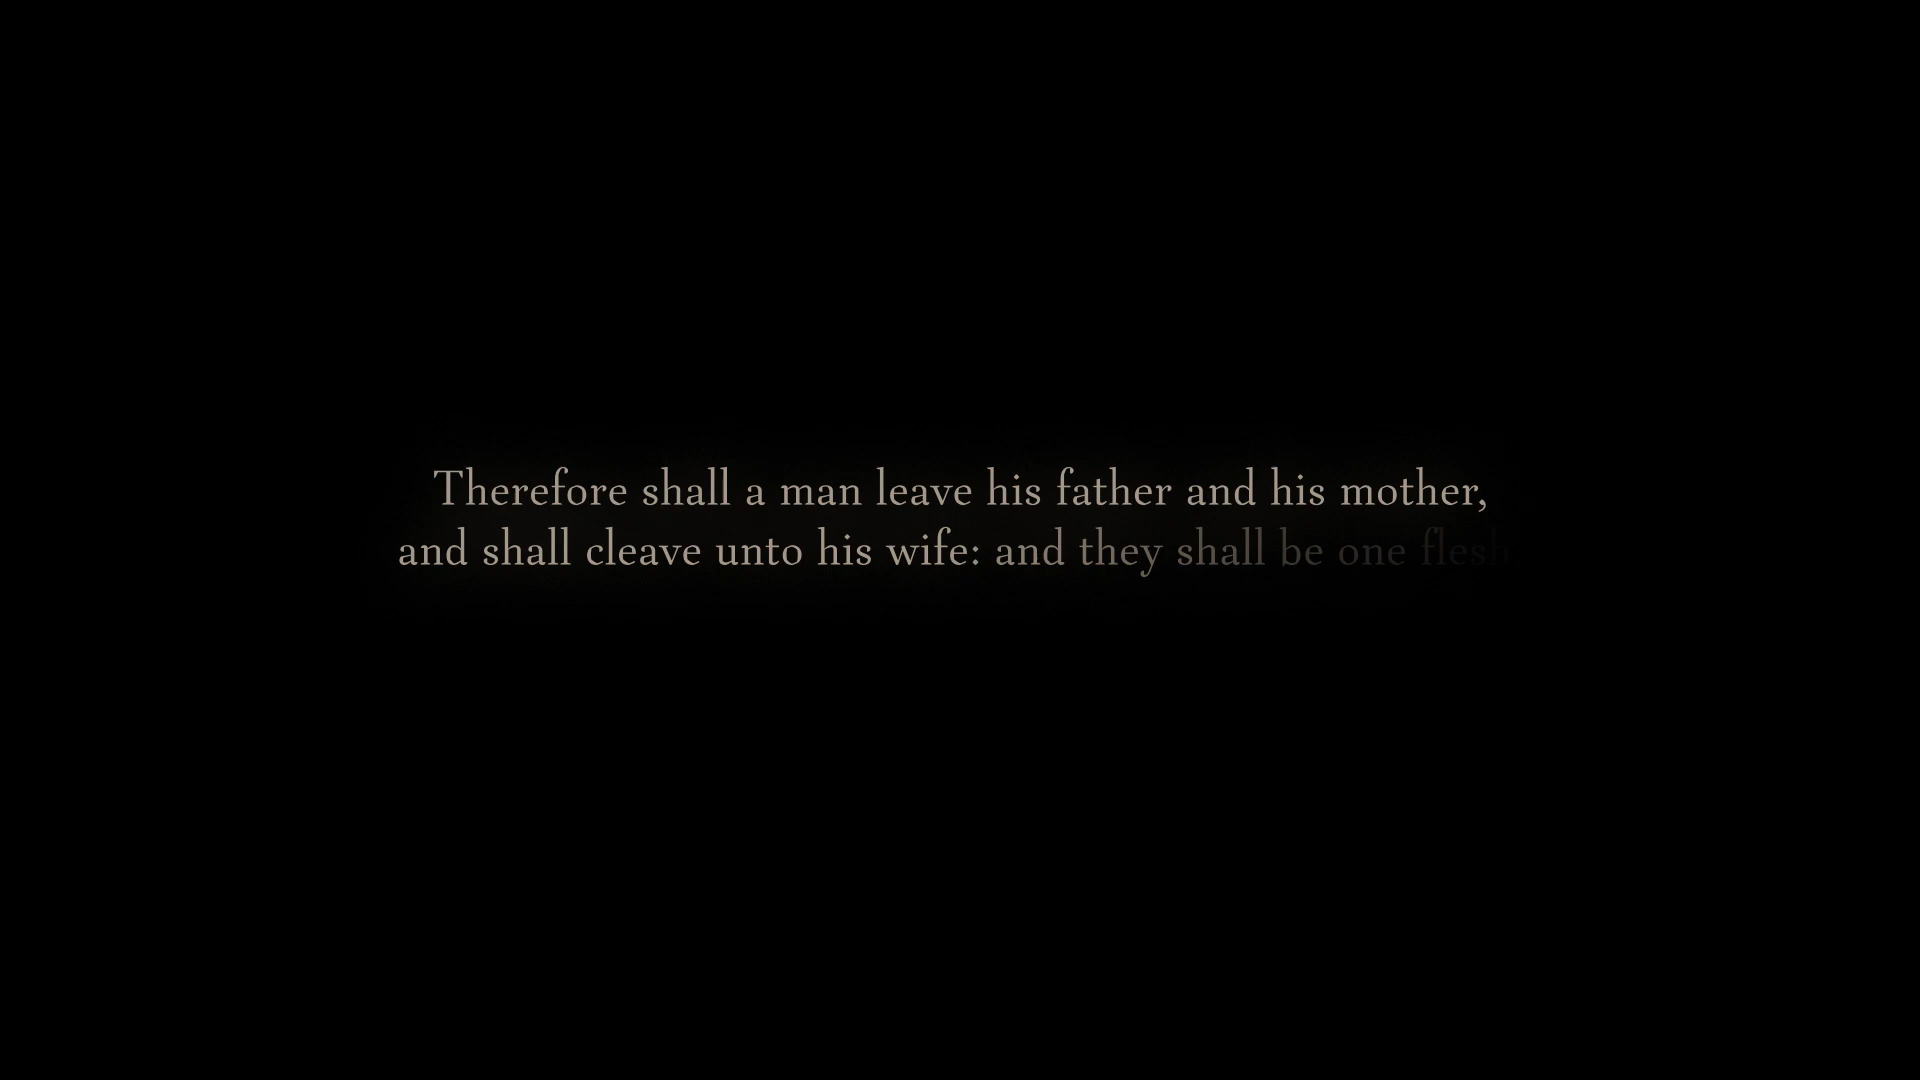 Therefore shall a man leave his father and his mother,
and shall cleave unto his wife: and they shall be one flesh